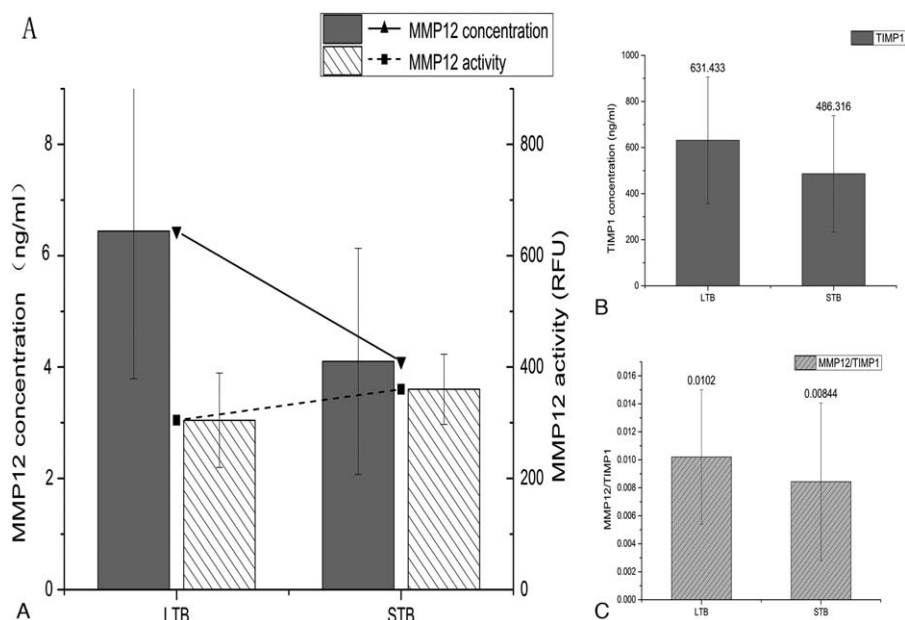 A
MMP12 concentration
MMP12 activity
MMP12 concentration （ng/ml）
8
6
4
2
0
800
600
400
200
0
MMP12 activity (RFU)
LTB
STB
A
TIMP1
TIMP1 concentration (ng/ml)
1000
800
600
400
200
0
631.433
486.316
LTB
STB
B
MMP12/TIMP1
MMP12/TIMP1
0.016
0.014
0.012
0.010
0.008
0.006
0.004
0.002
0.000
0.0102
0.00844
LTB
STB
C